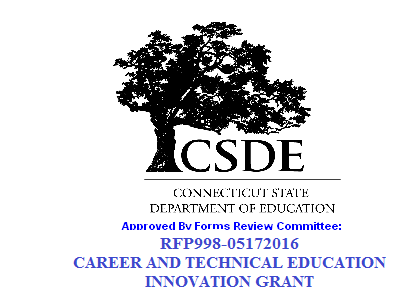 CSDE
CONNECTICUT STATE
DEPARTMENT OF EDUCATION
Approved By Forms Review Committee:
RFP998-05172016
CAREER AND TECHNICAL EDUCATION
INNOVATION GRANT